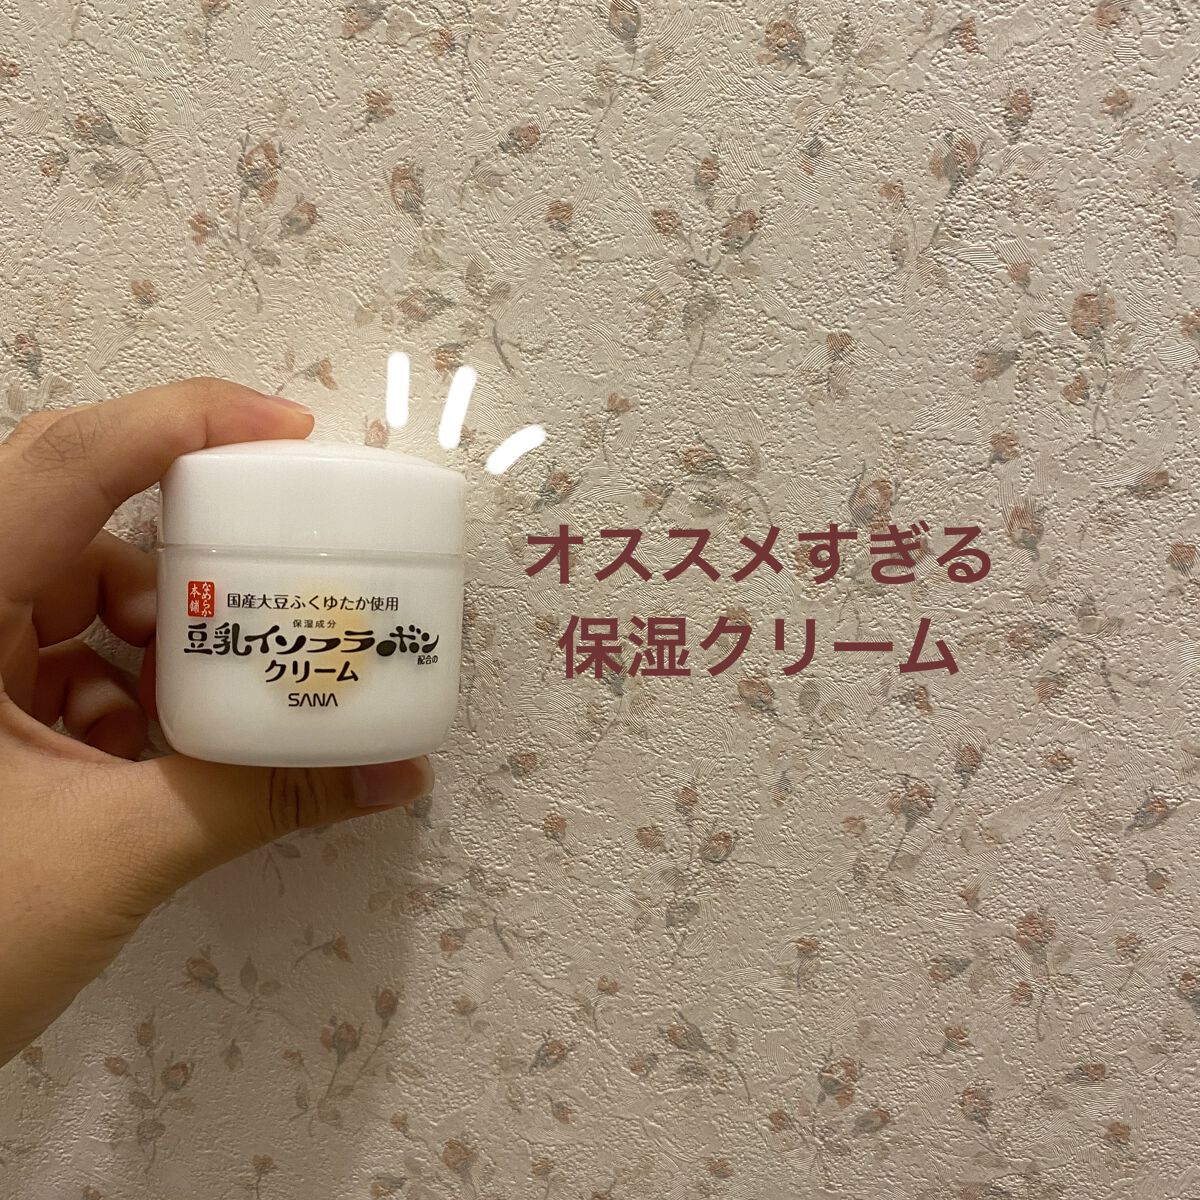 なめらか
本舗
国産大豆ふくゆたか使用
保湿成分
豆乳イソフラボン
配合の
クリーム
SANA
オススメすぎる
保湿クリーム